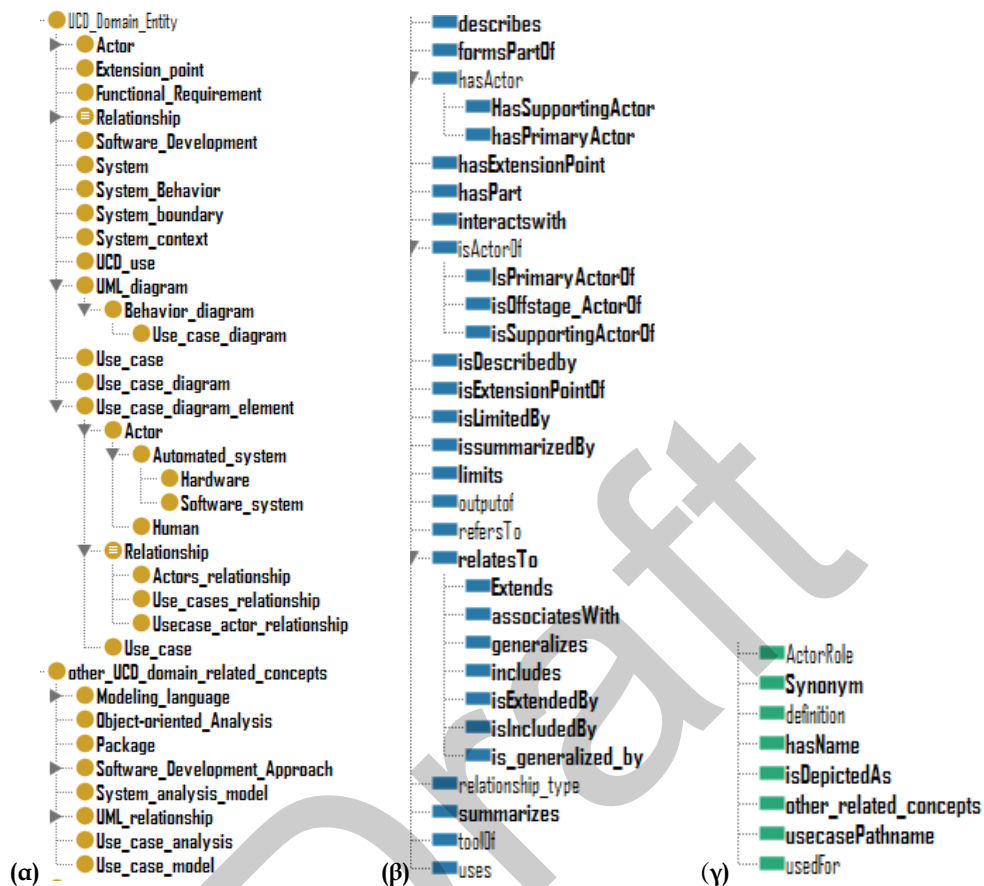 UCD_Domain_Entity
Actor
Extension_point
Functional_Requirement
Relationship
Software_Development
System
System_Behavior
System_boundary
System_context
UCD_use
UML_diagram
Behavior_diagram
Use_case_diagram
Use_case
Use_case_diagram
Use_case_diagram_element
Actor
Automated_system
Hardware
Software_system
Human
Relationship
Actors_relationship
Use_cases_relationship
Usecase_actor_relationship
Use_case
other_UCD_domain_related_concepts
Modeling_language
Object-oriented_Analysis
Package
Software_Development_Approach
System_analysis_model
UML_relationship
Use_case_analysis
Use_case_model
(α)
describes
formsPartOf
hasActor
HasSupportingActor
hasPrimaryActor
hasExtensionPoint
hasPart
interactswith
isActorOf
IsPrimaryActorOf
isOffstage_ActorOf
isSupportingActorOf
isDescribedby
isExtensionPointOf
isLimitedBy
issummarizedBy
limits
outputof
refersTo
relatesTo
Extends
associatesWith
generalizes
includes
isExtendedBy
isIncludedBy
is_generalized_by
relationship_type
summarizes
toolOf
uses
(β)
ActorRole
Synonym
definition
hasName
isDepictedAs
other_related_concepts
usecasePathname
usedFor
(γ)
Draft